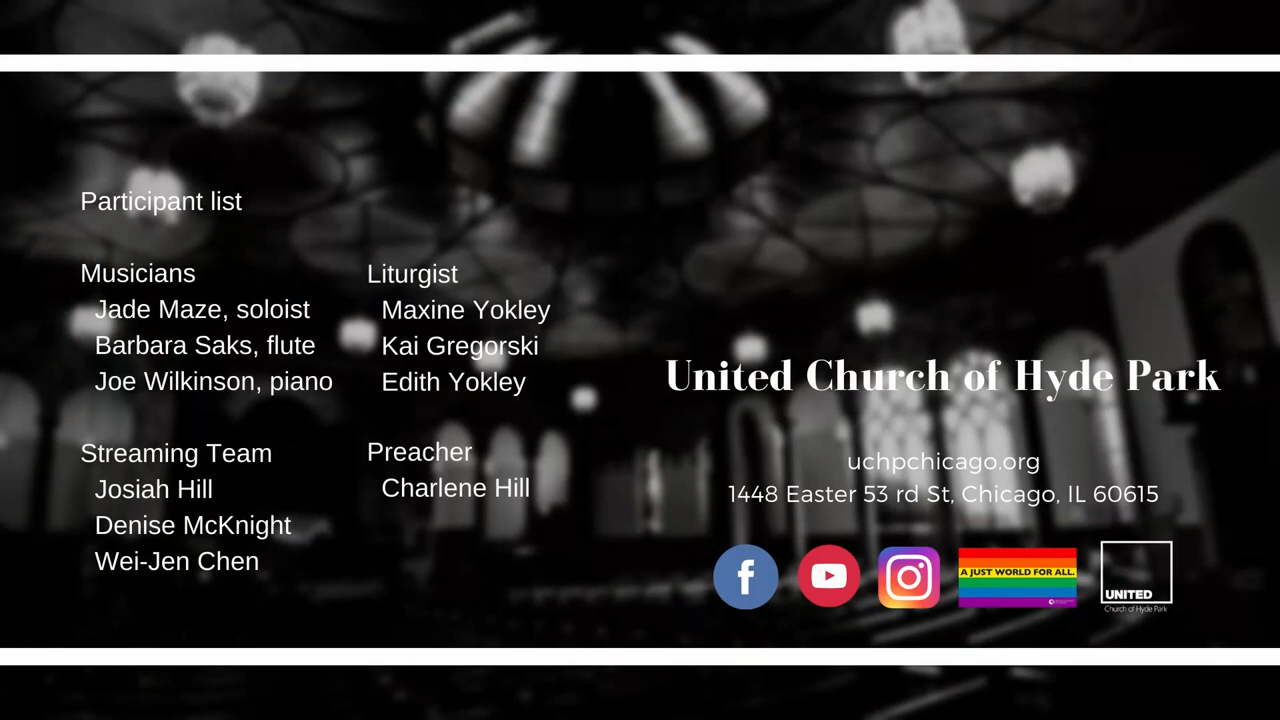 Participant list
Musicians
Jade Maze, soloist
Barbara Saks, flute
Joe Wilkinson, piano
Streaming Team
Josiah Hill
Denise McKnight
Wei-Jen Chen
Liturgist
Maxine Yokley
Kai Gregorski
Edith Yokley
Preacher
Charlene Hill
United Church of Hyde Park
uchpchicago.org
1448 Easter 53 rd St, Chicago, IL 60615
A JUST WORLD FOR ALL.
UNITED
Church of Hyde Park